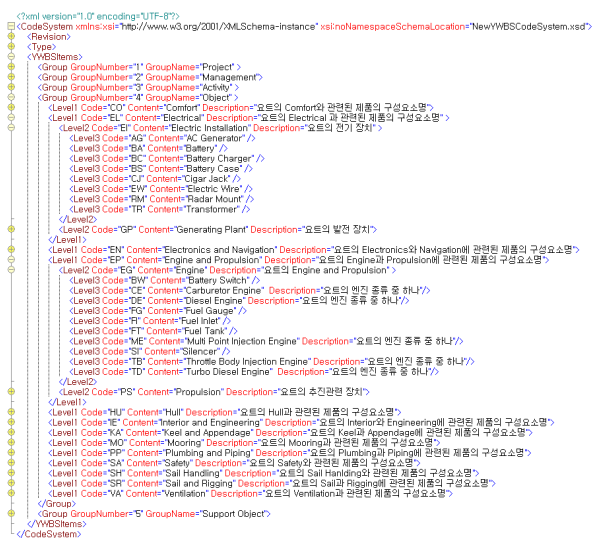 <?xml version="1.0" encoding="UTF-8"?>
<CodeSystem xmlns:xsi="http://www.w3.org/2001/XMLSchema-instance" xsi:noNamespaceSchemaLocation="NewYWBSCodeSystem.xsd">
<Revision>
<Type>
<YWBSItems>
<Group GroupNumber="1" GroupName="Project" >
<Group GroupNumber="2" GroupName="Management">
<Group GroupNumber="3" GroupName="Activity" >
<Group GroupNumber="4" GroupName="Object">
<Level1 Code="CO" Content="Comfort" Description="요트의 Comfort와 관련된 제품의 구성요소명">
<Level1 Code="EL" Content="Electrical" Description="요트의 Electrical 과 관련된 제품의 구성요소명" >
<Level2 Code="EI" Content="Electric Installation" Description="요트의 전기 장치" >
<Level3 Code="AG" Content="AC Generator" />
<Level3 Code="BA" Content="Battery" />
<Level3 Code="BC" Content="Battery Charger" />
<Level3 Code="BS" Content="Battery Case" />
<Level3 Code="CJ" Content="Cigar Jack" />
<Level3 Code="EW" Content="Electric Wire" />
<Level3 Code="RM" Content="Radar Mount" />
<Level3 Code="TR" Content="Transformer" />
</Level2>
<Level2 Code="GP" Content="Generating Plant" Description="요트의 발전 장치">
</Level1>
<Level1 Code="EN" Content="Electronics and Navigation" Description="요트의 Electronics와 Navigation에 관련된 제품의 구성요소명">
<Level1 Code="EP" Content="Engine and Propulsion" Description="요트의 Engine과 Propulsion에 관련된 제품의 구성요소명">
<Level2 Code="EG" Content="Engine" Description="요트의 Engine and Propulsion" >
<Level3 Code="BW" Content="Battery Switch" />
<Level3 Code="CE" Content="Carburetor Engine" Description="요트의 엔진 종류 중 하나"/>
<Level3 Code="DE" Content="Diesel Engine" Description="요트의 엔진 종류 중 하나"/>
<Level3 Code="FG" Content="Fuel Gauge" />
<Level3 Code="FI" Content="Fuel Inlet" />
<Level3 Code="FT" Content="Fuel Tank" />
<Level3 Code="ME" Content="Multi Point Injection Engine" Description="요트의 엔진 종류 중 하나"/>
<Level3 Code="SI" Content="Silencer" />
<Level3 Code="TB" Content="Throttle Body Injection Engine" Description="요트의 엔진 종류 중 하나"/>
<Level3 Code="TD" Content="Turbo Diesel Engine" Description="요트의 엔진 종류 중 하나"/>
</Level2>
<Level2 Code="PS" Content="Propulsion" Description="요트의 추진관련 장치">
</Level1>
<Level1 Code="HU" Content="Hull" Description="요트의 Hull과 관련된 제품의 구성요소명">
<Level1 Code="IE" Content="Interior and Engineering" Description="요트의 Interior와 Engineering에 관련된 제품의 구성요소명">
<Level1 Code="KA" Content="Keel and Appendage" Description="요트의 Keel과 Appendage에 관련된 제품의 구성요소명">
<Level1 Code="MO" Content="Mooring" Description="요트의 Mooring과 관련된 제품의 구성요소명">
<Level1 Code="PP" Content="Plumbing and Piping" Description="요트의 Plumbing과 Piping에 관련된 제품의 구성요소명">
<Level1 Code="SA" Content="Safety" Description="요트의 Safety와 관련된 제품의 구성요소명">
<Level1 Code="SH" Content="Sail Handling" Description="요트의 Sail Hanlding와 관련된 제품의 구성요소명">
<Level1 Code="SR" Content="Sail and Rigging" Description="요트의 Sail과 Rigging에 관련된 제품의 구성요소명">
<Level1 Code="VA" Content="Ventilation" Description="요트의 Ventilation과 관련된 제품의 구성요소명">
</Group>
<Group GroupNumber="5" GroupName="Support Object">
</YWBSItems>
</CodeSystem>